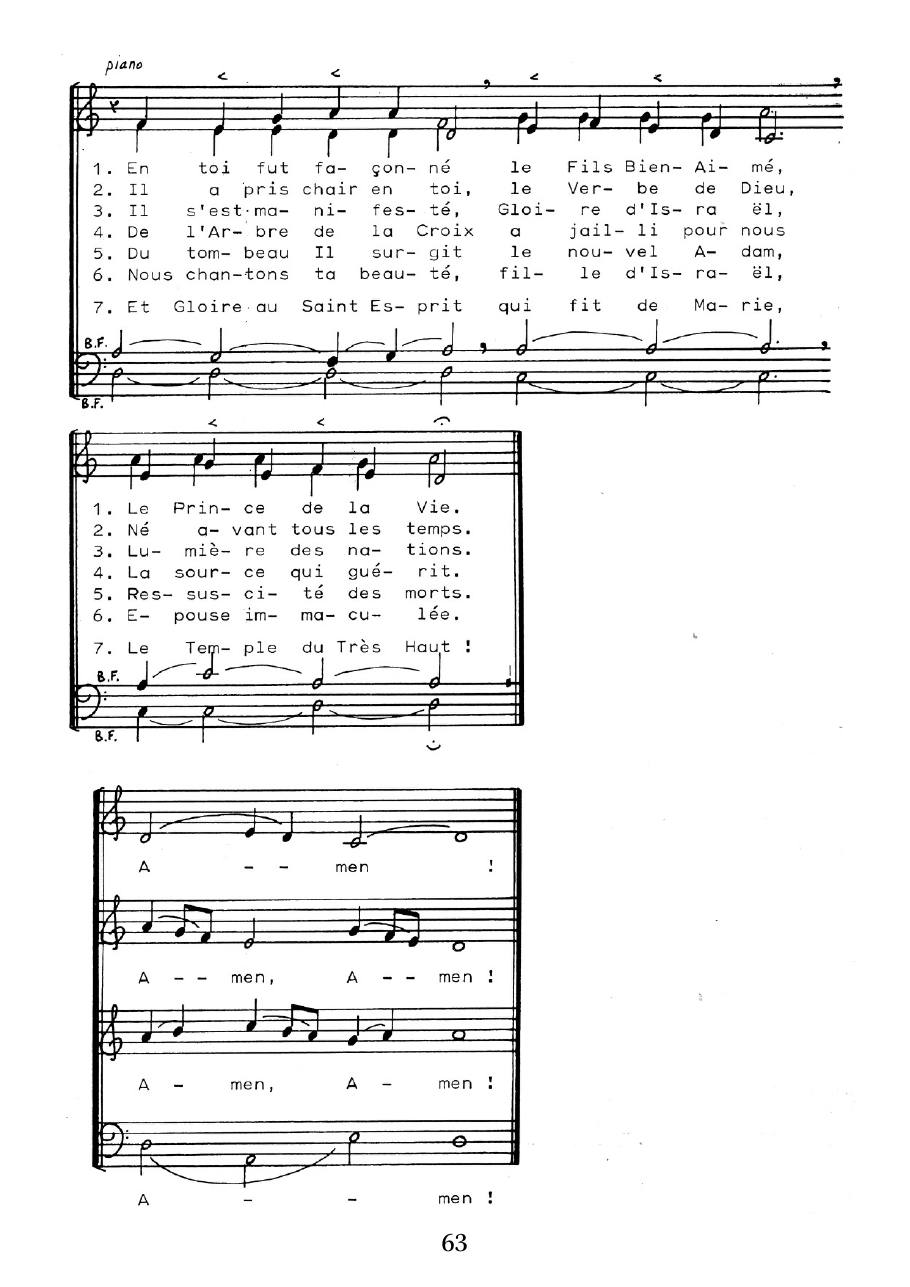 piano
1. En toi fut fa- çon- né le Fils Bien- Ai- mé,
2. Il a pris chair en toi, le Ver- be de Dieu,
3. Il s'est ma- ni- fes- té, Gloi- re d'Is- ra ël,
4. De l'Ar- bre de la Croix a jail- li pour nous
5. Du tom- beau Il sur- git le nou- vel A- dam,
6. Nous chan-tons ta beau- té, fil- le d'Is- ra- ël,
7. Et Gloire au Saint Es- prit qui fit de Ma- rie,
B.F.
B.F.
1. Le Prin- ce de la Vie.
2. Né a- vant tous les temps.
3. Lu- miè- re des na- tions.
4. La sour- ce qui gué- rit.
5. Res- sus- ci- té des morts.
6. E- pouse im- ma- cu- lée.
7. Le Tem- ple du Très Haut !
B.F.
B.F.
A - - men !
A - - men, A - - men !
A - men, A - men !
A - - men !
63